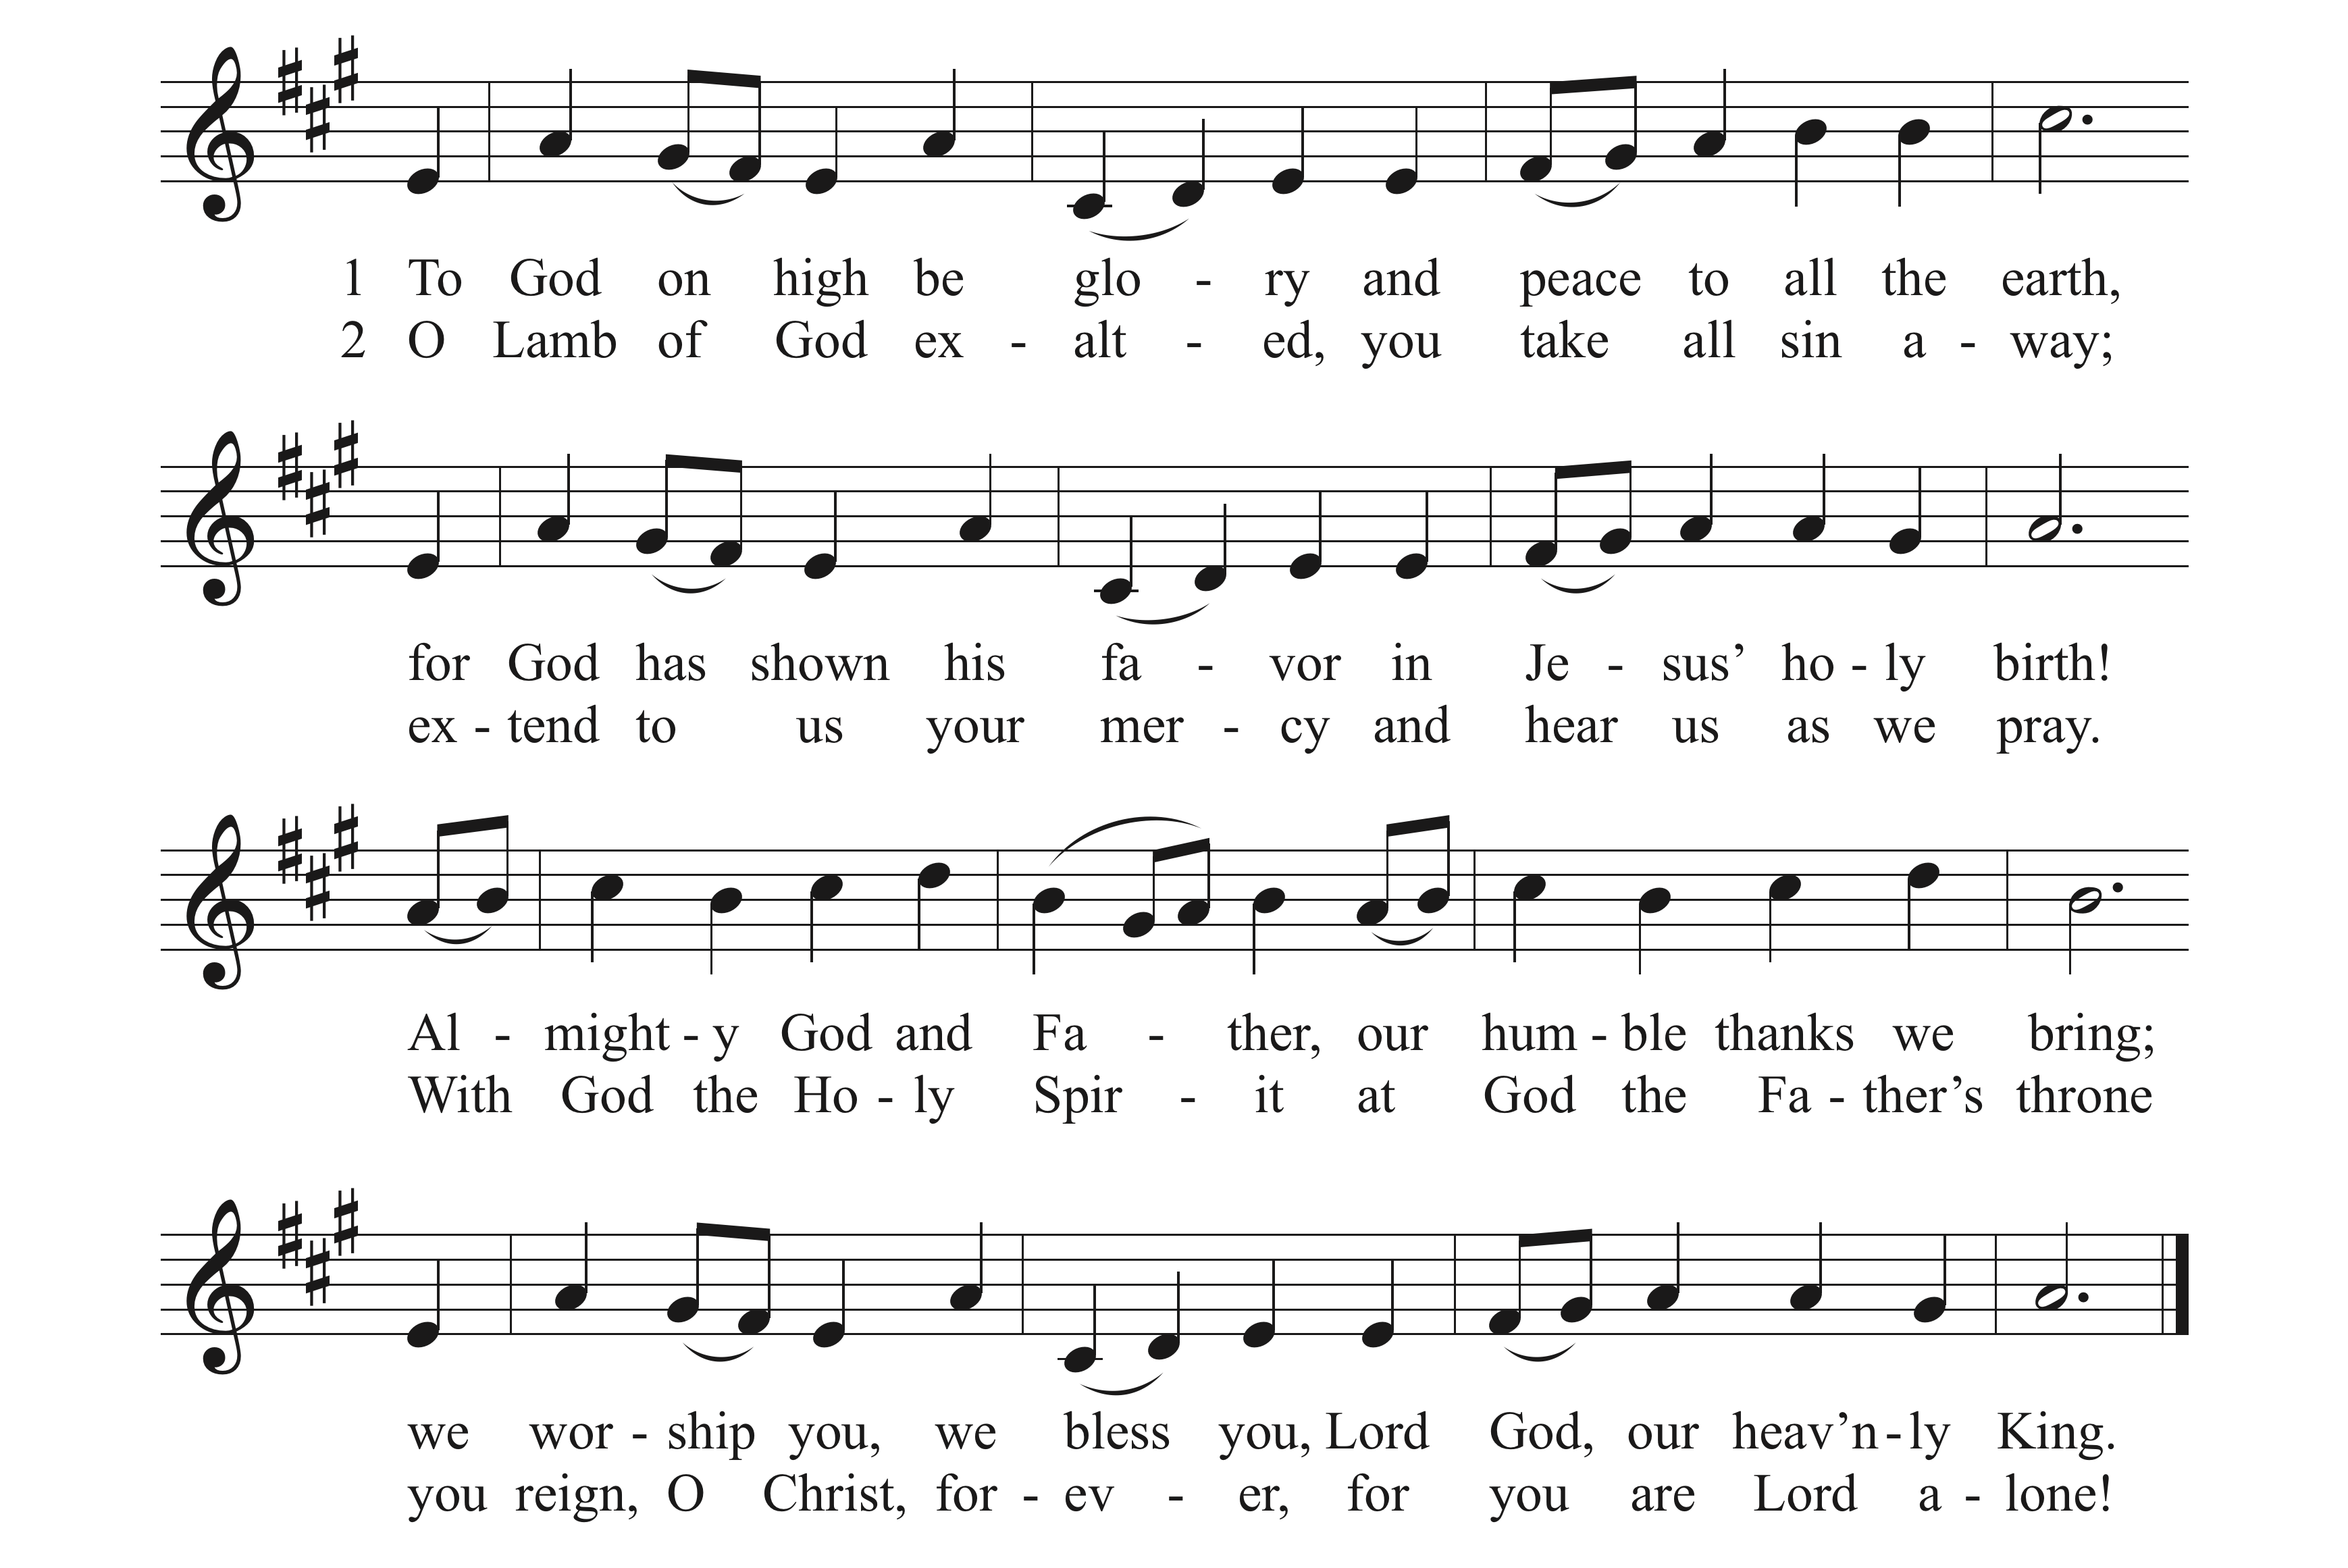 1 To God on high be glo - ry and peace to all the earth,
2 O Lamb of God ex - alt - ed, you take all sin a - way;
for God has shown his fa - vor in Je - sus’ ho - ly birth!
ex - tend to us your mer - cy and hear us as we pray.
Al - might - y God and Fa - ther, our hum - ble thanks we bring;
With God the Ho - ly Spir - it at God the Fa - ther’s throne
we wor - ship you, we bless you, Lord God, our heav’n - ly King.
you reign, O Christ, for - ev - er, for you are Lord a - lone!